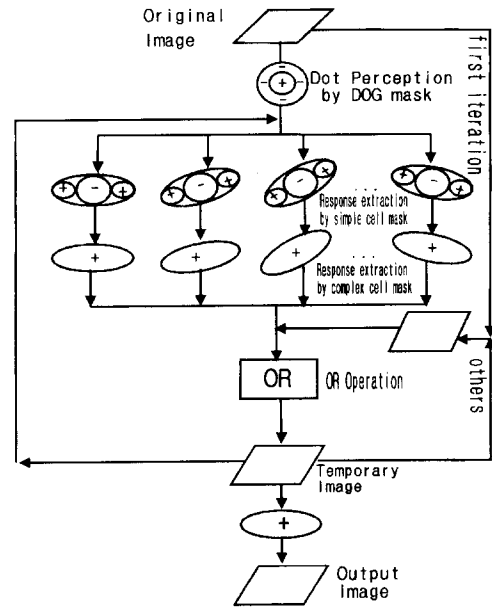 Original
Image
first iteration
- - + - -
Dot Perception
by DOG mask
+ - +
+ - +
+ - +
+ - +
. . .
Response extraction
by simple cell mask
+
+
+
+
. . .
Response extraction
by complex cell mask
others
OR
OR Operation
Temporary
Image
+
Output
Image